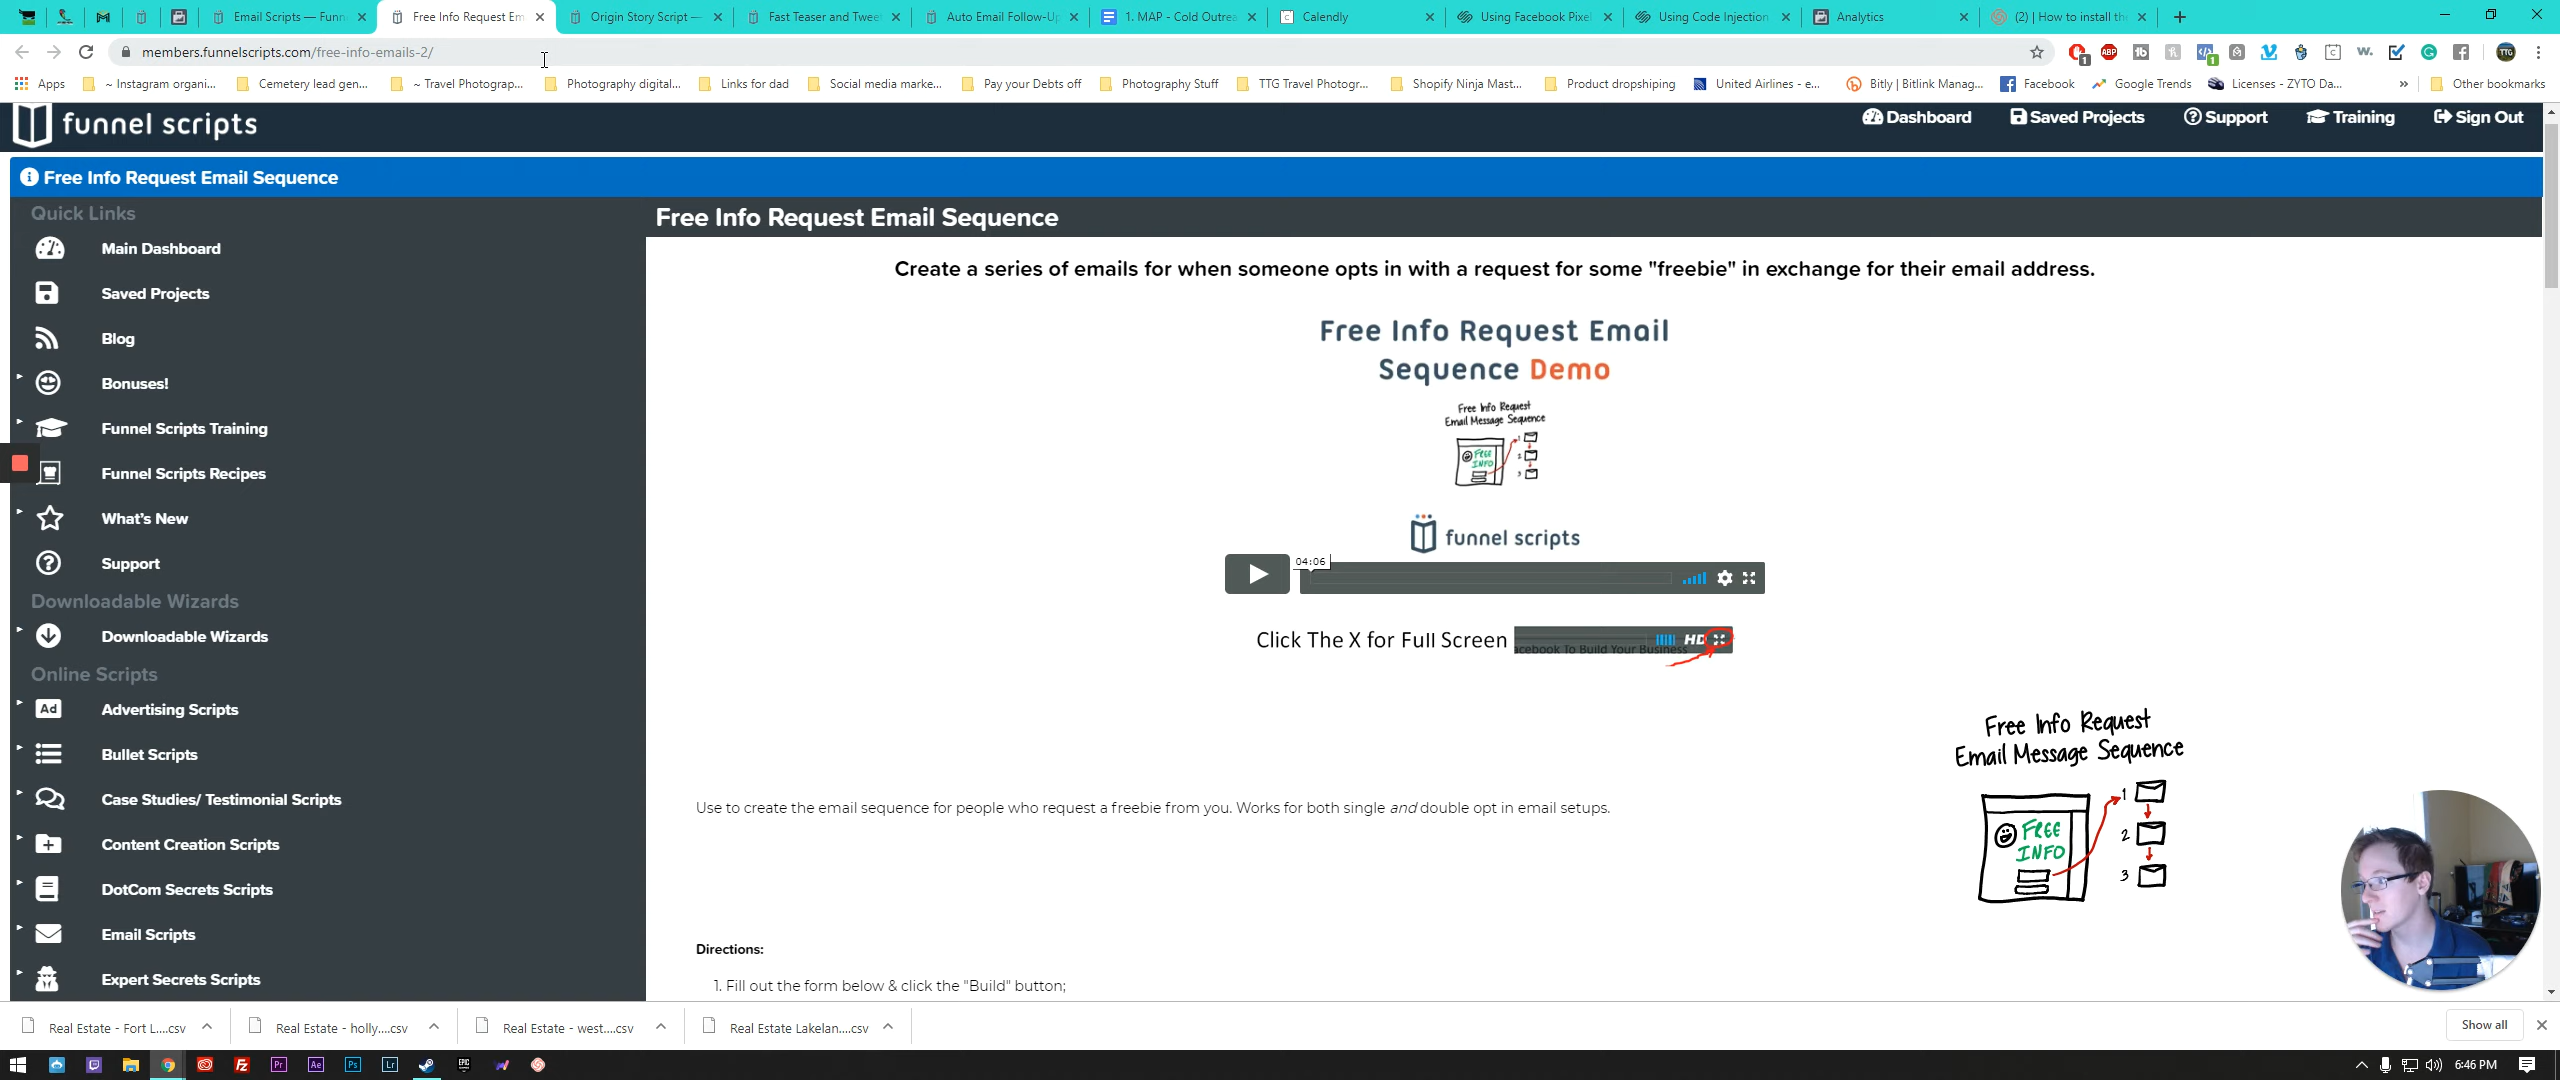 Email Scripts — Funn
Free Info Request Em
Origin Story Script —
Fast Teaser and Tweet
Auto Email Follow-Up
1. MAP - Cold Outrea
Calendly
Using Facebook Pixel
Using Code Injection
Analytics
(2) | How to install th
members.funnelscripts.com/free-info-emails-2/
Apps
~ Instagram organi...
Cemetery lead gen...
~ Travel Photograp...
Photography digital...
Links for dad
Social media marke...
Pay your Debts off
Photography Stuff
TTG Travel Photogr...
Shopify Ninja Mast...
Product dropshiping
United Airlines - e...
Bitly | Bitlink Manag...
Facebook
Google Trends
Licenses - ZYTO Da...
»
Other bookmarks
funnel scripts
Dashboard
Saved Projects
Support
Training
Sign Out
Free Info Request Email Sequence
Quick Links
Main Dashboard
Saved Projects
Blog
Bonuses!
Funnel Scripts Training
Funnel Scripts Recipes
What's New
Support
Downloadable Wizards
Downloadable Wizards
Online Scripts
Ad Advertising Scripts
Bullet Scripts
Case Studies/ Testimonial Scripts
Content Creation Scripts
DotCom Secrets Scripts
Email Scripts
Expert Secrets Scripts
Free Info Request Email Sequence
Create a series of emails for when someone opts in with a request for some "freebie" in exchange for their email address.
Free Info Request Email
Sequence Demo
Free Info Request
Email Message Sequence
FREE
INFO
1
2
3
funnel scripts
04:06
Click The X for Full Screen
HD
acebook To Build Your Business
Free Info Request
Email Message Sequence
FREE
INFO
1
2
3
Use to create the email sequence for people who request a freebie from you. Works for both single and double opt in email setups.
Directions:
1. Fill out the form below & click the "Build" button;
Real Estate - Fort L....csv
Real Estate - holly....csv
Real Estate - west....csv
Real Estate Lakelan....csv
Show all
6:46 PM